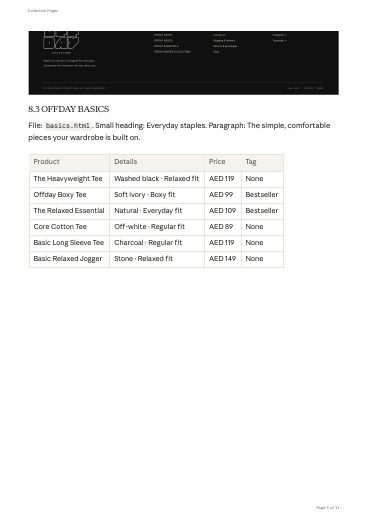 Collection Pages
8.3 OFFDAY BASICS
File: basics.html. Small heading: Everyday staples. Paragraph: The simple, comfortable
pieces your wardrobe is built on.
Product Details Price Tag
The Heavyweight Tee Washed black · Relaxed fit AED 119 None
Offday Boxy Tee Soft ivory · Boxy fit AED 99 Bestseller
The Relaxed Essential Natural · Everyday fit AED 109 Bestseller
Core Cotton Tee Off-white · Regular fit AED 89 None
Basic Long Sleeve Tee Charcoal · Regular fit AED 119 None
Basic Relaxed Jogger Stone · Relaxed fit AED 149 None
Page 5 of 11